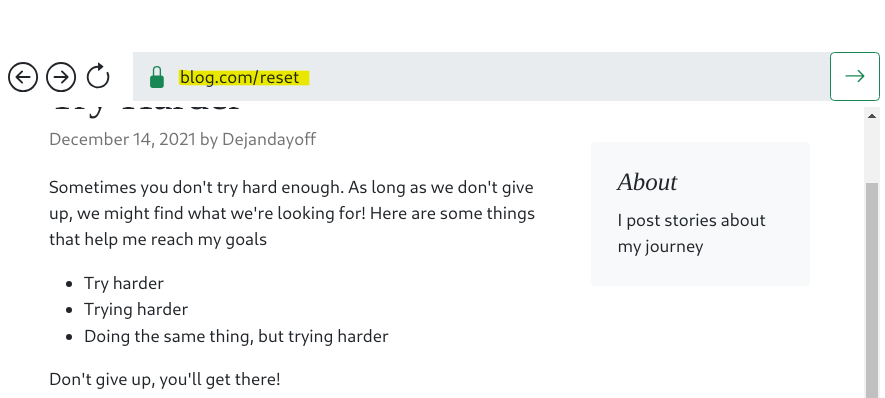 blog.com/reset
Try Harder
December 14, 2021 by Dejandayoff
Sometimes you don't try hard enough. As long as we don't give
up, we might find what we're looking for! Here are some things
that help me reach my goals
Try harder
Trying harder
Doing the same thing, but trying harder
Don't give up, you'll get there!
About
I post stories about
my journey